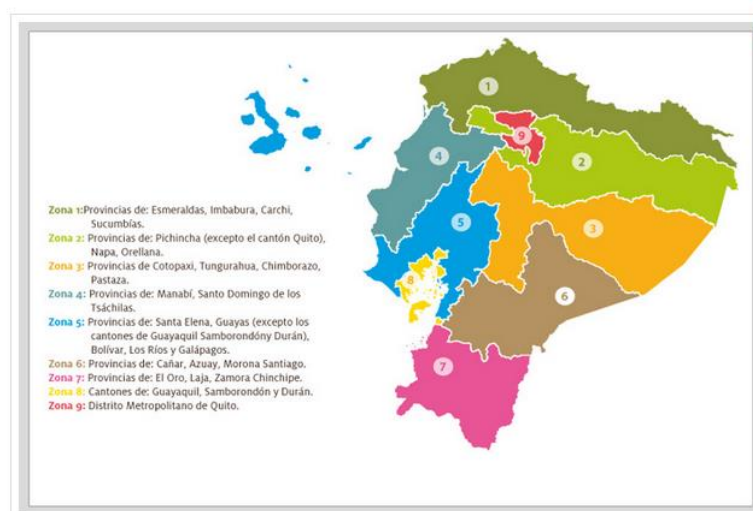 1
9
2
4
3
5
8
6
7
Zona 1:Provincias de: Esmeraldas, Imbabura, Carchi,
Sucumbías.
Zona 2: Provincias de: Pichincha (excepto el cantón Quito),
Napa, Orellana.
Zona 3: Provincias de Cotopaxi, Tungurahua, Chimborazo,
Pastaza.
Zona 4: Provincias de: Manabí, Santo Domingo de los
Tsáchilas.
Zona 5: Provincias de: Santa Elena, Guayas (excepto los
cantones de Guayaquil Samborondóny Durán),
Bolívar, Los Ríos y Galápagos.
Zona 6: Provincias de: Cañar, Azuay, Morona Santiago.
Zona 7: Provincias de: El Oro, Laja, Zamora Chinchipe.
Zona 8: Cantones de: Guayaquil, Samborondón y Durán.
Zona 9: Distrito Metropolitano de Quito.